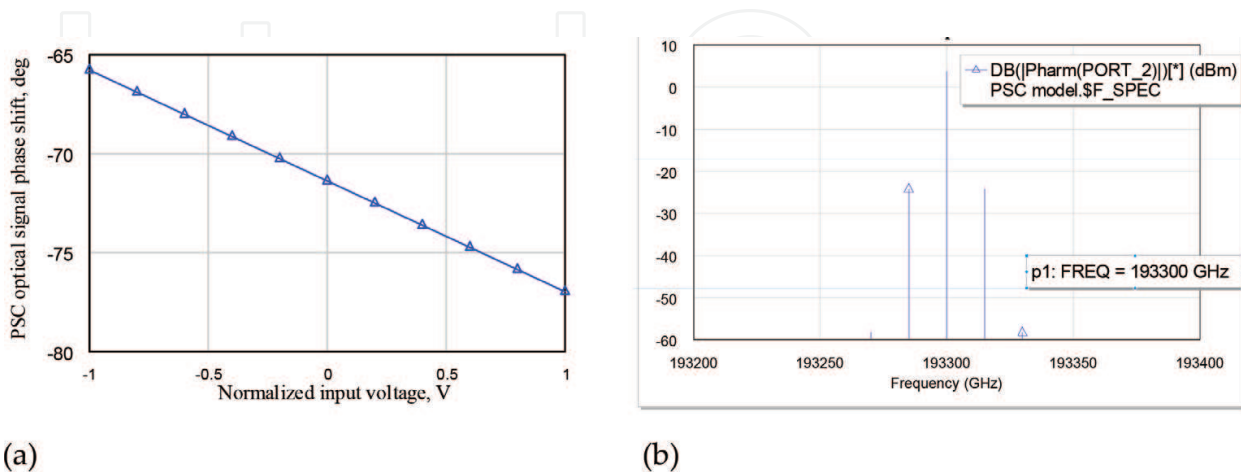 -65
-70
-75
-80
PSC optical signal phase shift, deg
-1
-0.5
0
0.5
1
Normalized input voltage, V
(a)
10
0
-10
-20
-30
-40
-50
-60
DB(|Pharm(PORT_2)|)[*] (dBm)
PSC model.$F_SPEC
p1: FREQ = 193300 GHz
193200
193250
193300
193350
193400
Frequency (GHz)
(b)